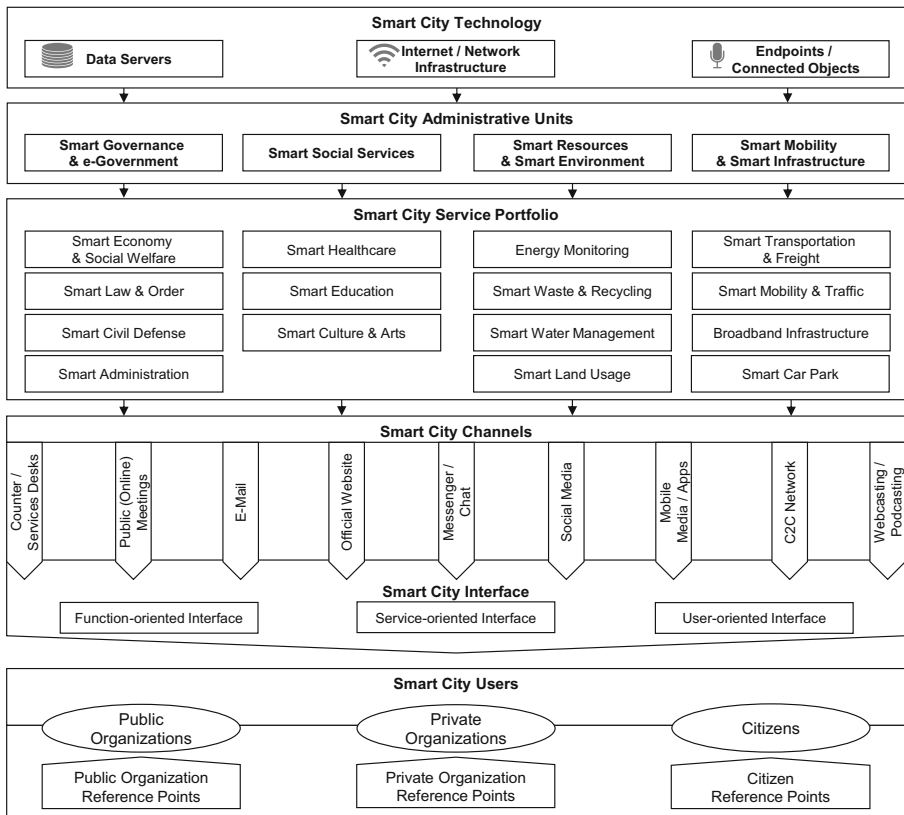 Smart City Technology
Data Servers
Internet / Network
Infrastructure
Endpoints /
Connected Objects
Smart City Administrative Units
Smart Governance
& e-Government
Smart Social Services
Smart Resources
& Smart Environment
Smart Mobility
& Smart Infrastructure
Smart City Service Portfolio
Smart Economy
& Social Welfare
Smart Healthcare
Energy Monitoring
Smart Transportation
& Freight
Smart Law & Order
Smart Education
Smart Waste & Recycling
Smart Mobility & Traffic
Smart Civil Defense
Smart Culture & Arts
Smart Water Management
Broadband Infrastructure
Smart Administration
Smart Land Usage
Smart Car Park
Smart City Channels
Counter /
Services Desks
Public (Online)
Meetings
E-Mail
Official Website
Messenger /
Chat
Social Media
Mobile
Media / Apps
C2C Network
Webcasting /
Podcasting
Smart City Interface
Function-oriented Interface
Service-oriented Interface
User-oriented Interface
Smart City Users
Public
Organizations
Private
Organizations
Citizens
Public Organization
Reference Points
Private Organization
Reference Points
Citizen
Reference Points